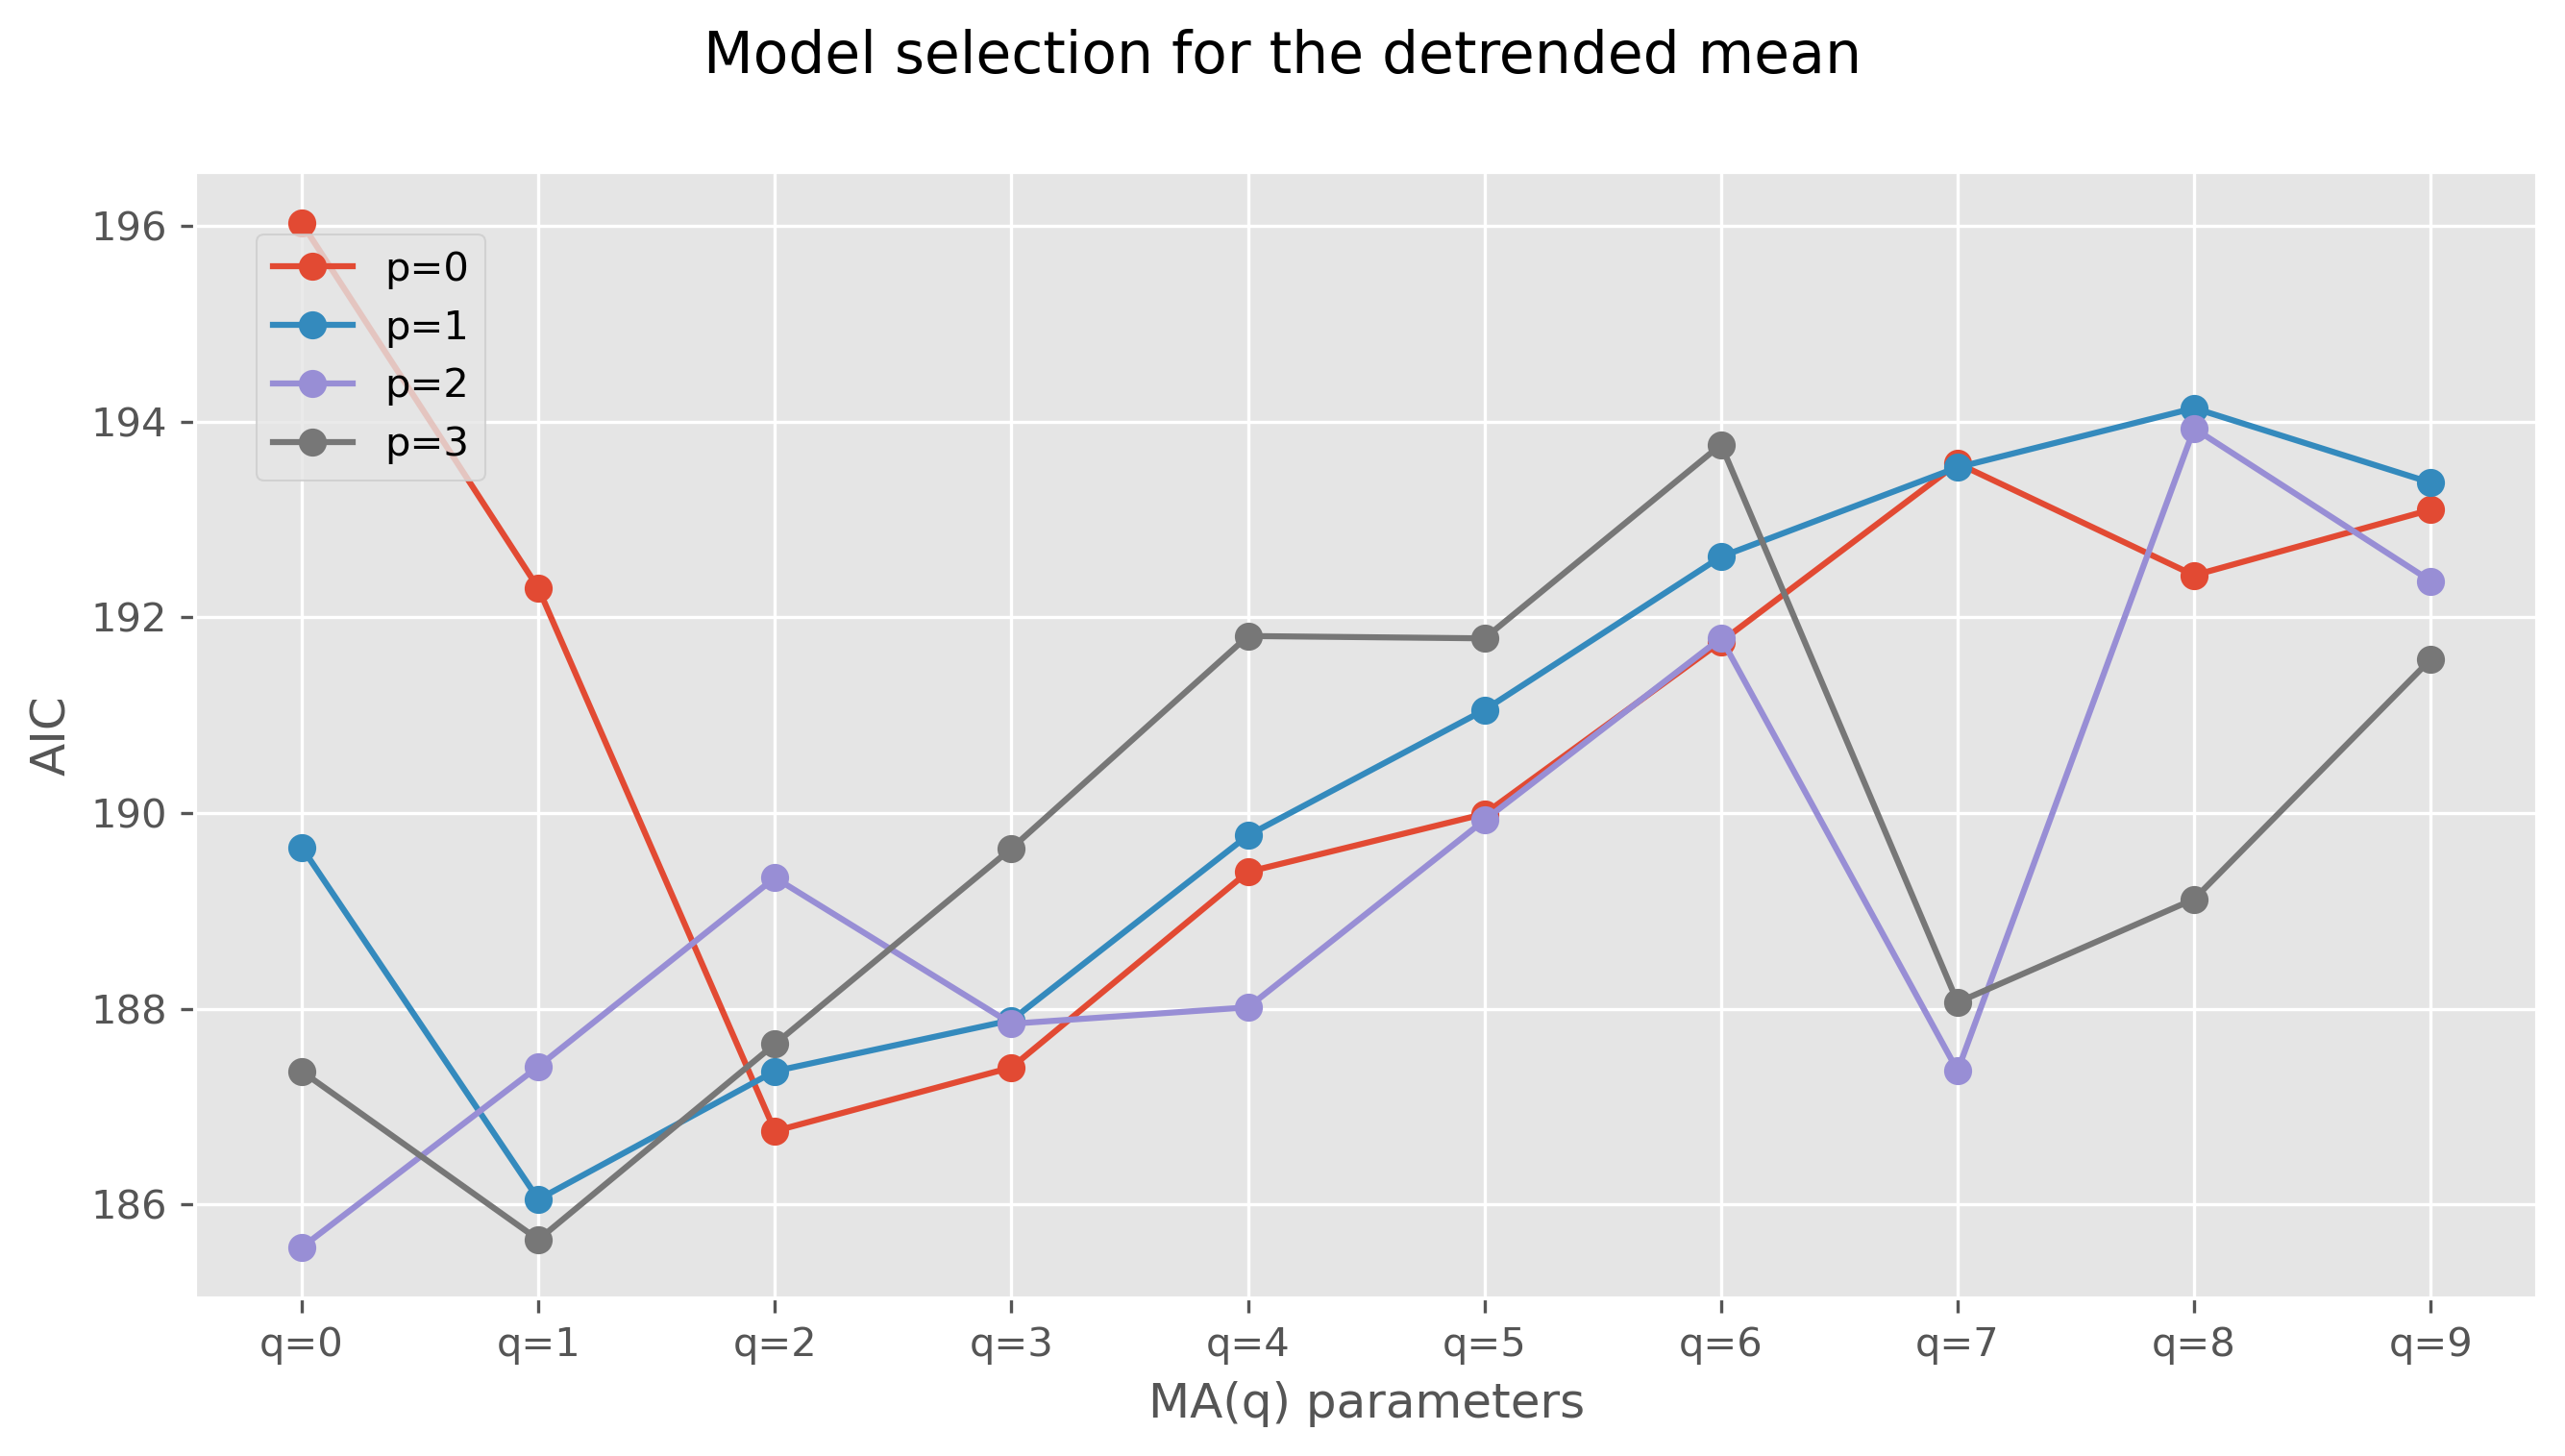 Model selection for the detrended mean
196
194
192
190
188
186
AIC
p=0
p=1
p=2
p=3
q=0 q=1 q=2 q=3 q=4 q=5 q=6 q=7 q=8 q=9
MA(q) parameters